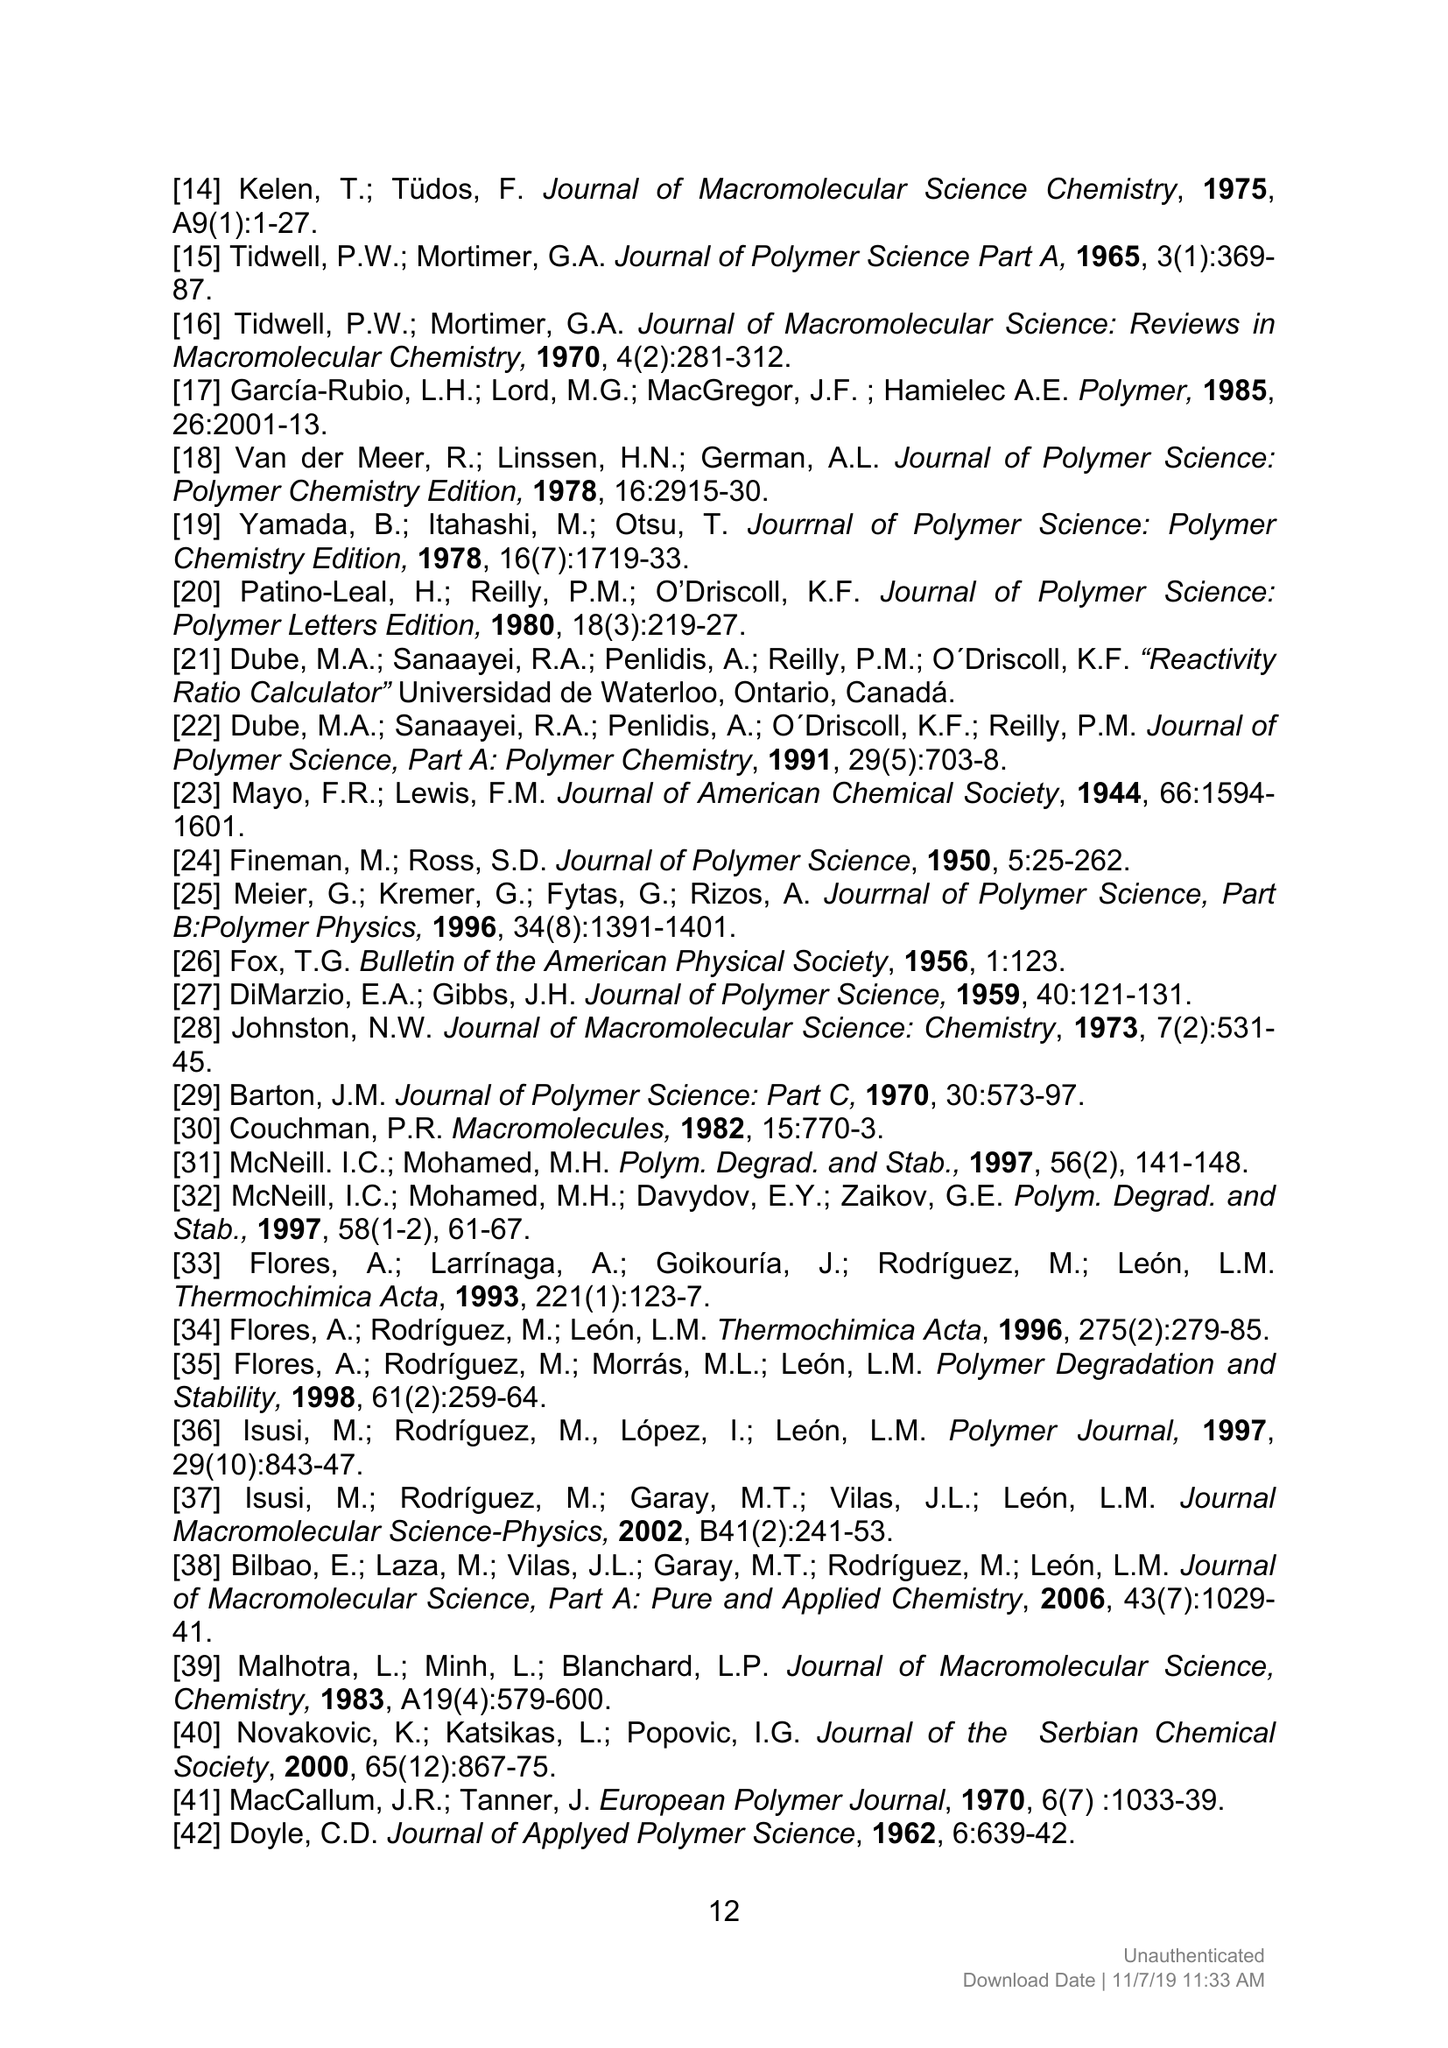 [14] Kelen, T.; Tüdos, F. Journal of Macromolecular Science Chemistry, 1975,
A9(1):1-27.
[15] Tidwell, P.W.; Mortimer, G.A. Journal of Polymer Science Part A, 1965, 3(1):369-
87.
[16] Tidwell, P.W.; Mortimer, G.A. Journal of Macromolecular Science: Reviews in
Macromolecular Chemistry, 1970, 4(2):281-312.
[17] García-Rubio, L.H.; Lord, M.G.; MacGregor, J.F. ; Hamielec A.E. Polymer, 1985,
26:2001-13.
[18] Van der Meer, R.; Linssen, H.N.; German, A.L. Journal of Polymer Science:
Polymer Chemistry Edition, 1978, 16:2915-30.
[19] Yamada, B.; Itahashi, M.; Otsu, T. Jourrnal of Polymer Science: Polymer
Chemistry Edition, 1978, 16(7):1719-33.
[20] Patino-Leal, H.; Reilly, P.M.; O’Driscoll, K.F. Journal of Polymer Science:
Polymer Letters Edition, 1980, 18(3):219-27.
[21] Dube, M.A.; Sanaayei, R.A.; Penlidis, A.; Reilly, P.M.; O´Driscoll, K.F. “Reactivity
Ratio Calculator” Universidad de Waterloo, Ontario, Canadá.
[22] Dube, M.A.; Sanaayei, R.A.; Penlidis, A.; O´Driscoll, K.F.; Reilly, P.M. Journal of
Polymer Science, Part A: Polymer Chemistry, 1991, 29(5):703-8.
[23] Mayo, F.R.; Lewis, F.M. Journal of American Chemical Society, 1944, 66:1594-
1601.
[24] Fineman, M.; Ross, S.D. Journal of Polymer Science, 1950, 5:25-262.
[25] Meier, G.; Kremer, G.; Fytas, G.; Rizos, A. Jourrnal of Polymer Science, Part
B:Polymer Physics, 1996, 34(8):1391-1401.
[26] Fox, T.G. Bulletin of the American Physical Society, 1956, 1:123.
[27] DiMarzio, E.A.; Gibbs, J.H. Journal of Polymer Science, 1959, 40:121-131.
[28] Johnston, N.W. Journal of Macromolecular Science: Chemistry, 1973, 7(2):531-
45.
[29] Barton, J.M. Journal of Polymer Science: Part C, 1970, 30:573-97.
[30] Couchman, P.R. Macromolecules, 1982, 15:770-3.
[31] McNeill. I.C.; Mohamed, M.H. Polym. Degrad. and Stab., 1997, 56(2), 141-148.
[32] McNeill, I.C.; Mohamed, M.H.; Davydov, E.Y.; Zaikov, G.E. Polym. Degrad. and
Stab., 1997, 58(1-2), 61-67.
[33] Flores, A.; Larrínaga, A.; Goikouría, J.; Rodríguez, M.; León, L.M.
Thermochimica Acta, 1993, 221(1):123-7.
[34] Flores, A.; Rodríguez, M.; León, L.M. Thermochimica Acta, 1996, 275(2):279-85.
[35] Flores, A.; Rodríguez, M.; Morrás, M.L.; León, L.M. Polymer Degradation and
Stability, 1998, 61(2):259-64.
[36] Isusi, M.; Rodríguez, M., López, I.; León, L.M. Polymer Journal, 1997,
29(10):843-47.
[37] Isusi, M.; Rodríguez, M.; Garay, M.T.; Vilas, J.L.; León, L.M. Journal
Macromolecular Science-Physics, 2002, B41(2):241-53.
[38] Bilbao, E.; Laza, M.; Vilas, J.L.; Garay, M.T.; Rodríguez, M.; León, L.M. Journal
of Macromolecular Science, Part A: Pure and Applied Chemistry, 2006, 43(7):1029-
41.
[39] Malhotra, L.; Minh, L.; Blanchard, L.P. Journal of Macromolecular Science,
Chemistry, 1983, A19(4):579-600.
[40] Novakovic, K.; Katsikas, L.; Popovic, I.G. Journal of the Serbian Chemical
Society, 2000, 65(12):867-75.
[41] MacCallum, J.R.; Tanner, J. European Polymer Journal, 1970, 6(7) :1033-39.
[42] Doyle, C.D. Journal of Applyed Polymer Science, 1962, 6:639-42.
12
Unauthenticated
Download Date | 11/7/19 11:33 AM